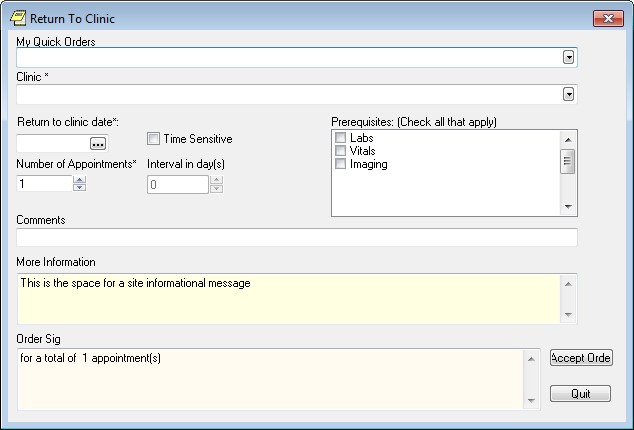 Return To Clinic
My Quick Orders
Clinic *
Return to clinic date*:
Time Sensitive
Prerequisites: (Check all that apply)
Labs
Vitals
Imaging
Number of Appointments*
Interval in day(s)
1
0
Comments
More Information
This is the space for a site informational message
Order Sig
for a total of  1 appointment(s)
Accept Orde
Quit